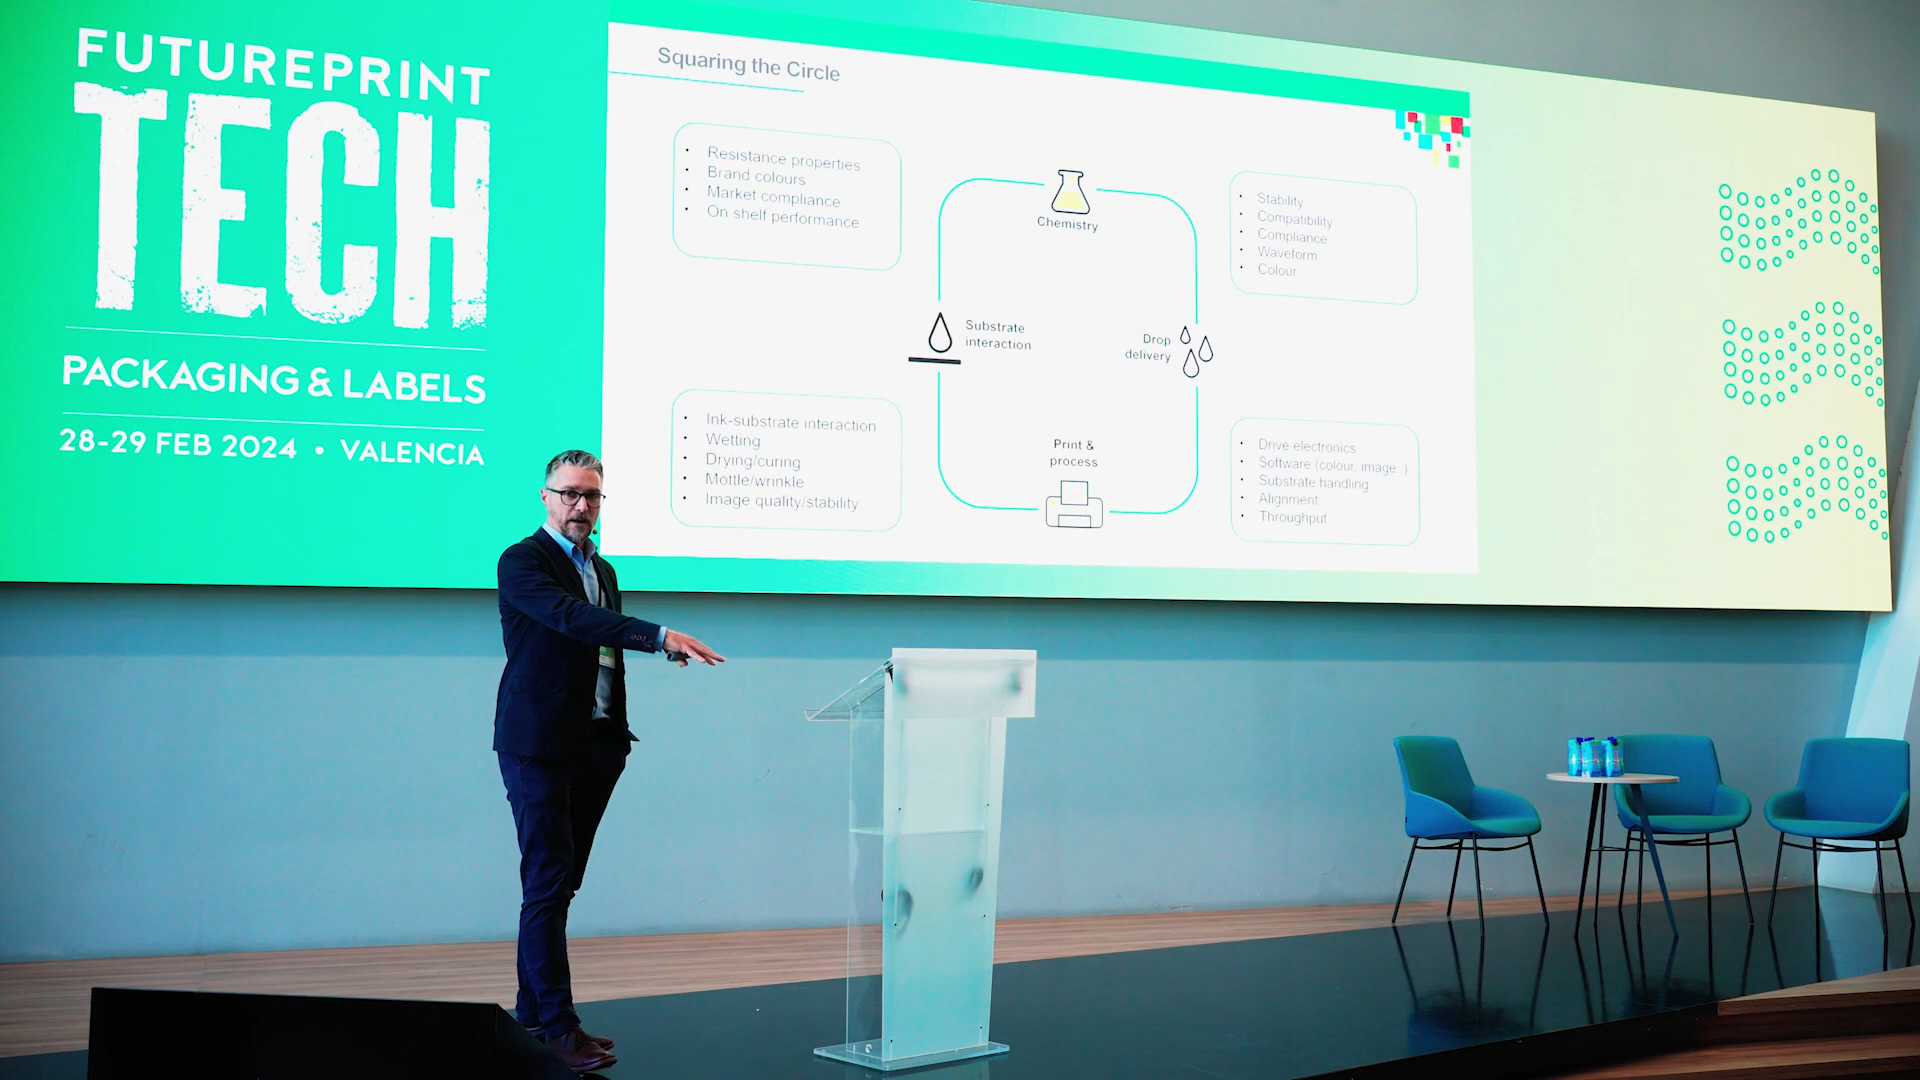 FUTUREPRINT
TECH
PACKAGING & LABELS
28-29 FEB 2024 • VALENCIA
Squaring the Circle
• Resistance properties
• Brand colours
• Market compliance
• On shelf performance
Chemistry
• Stability
• Compatibility
• Compliance
• Waveform
• Colour
Substrate
interaction
Drop
delivery
• Ink-substrate interaction
• Wetting
• Drying/curing
• Mottle/wrinkle
• Image quality/stability
Print &
process
• Drive electronics
• Software (colour, image..)
• Substrate handling
• Alignment
• Throughput